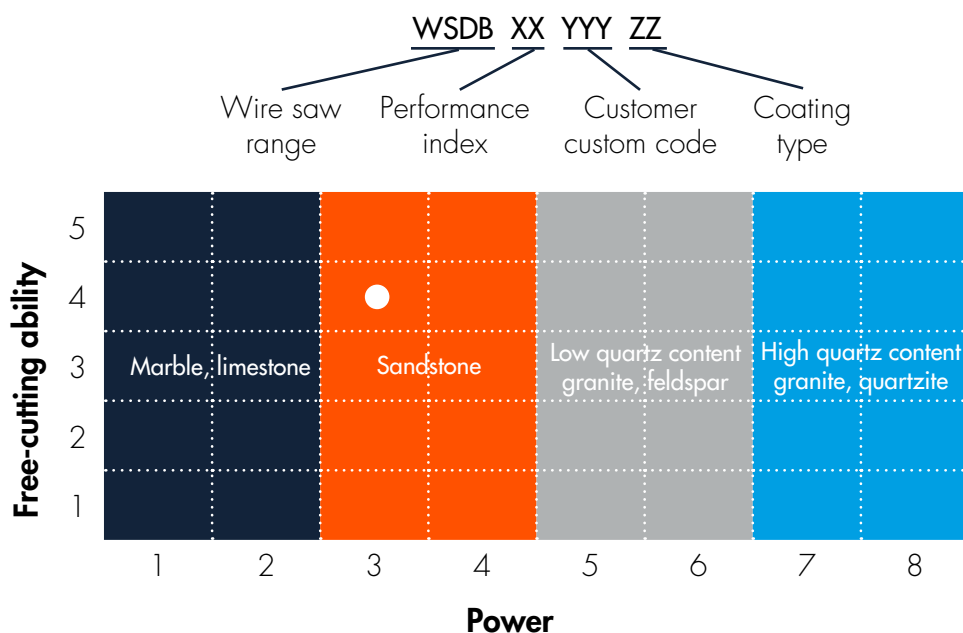 WSDB XX YYY ZZ
Wire saw range
Performance index
Customer custom code
Coating type
Free-cutting ability
5
4
3
2
1
Marble, limestone
Sandstone
Low quartz content
granite, feldspar
High quartz content
granite, quartzite
1 2 3 4 5 6 7 8
Power